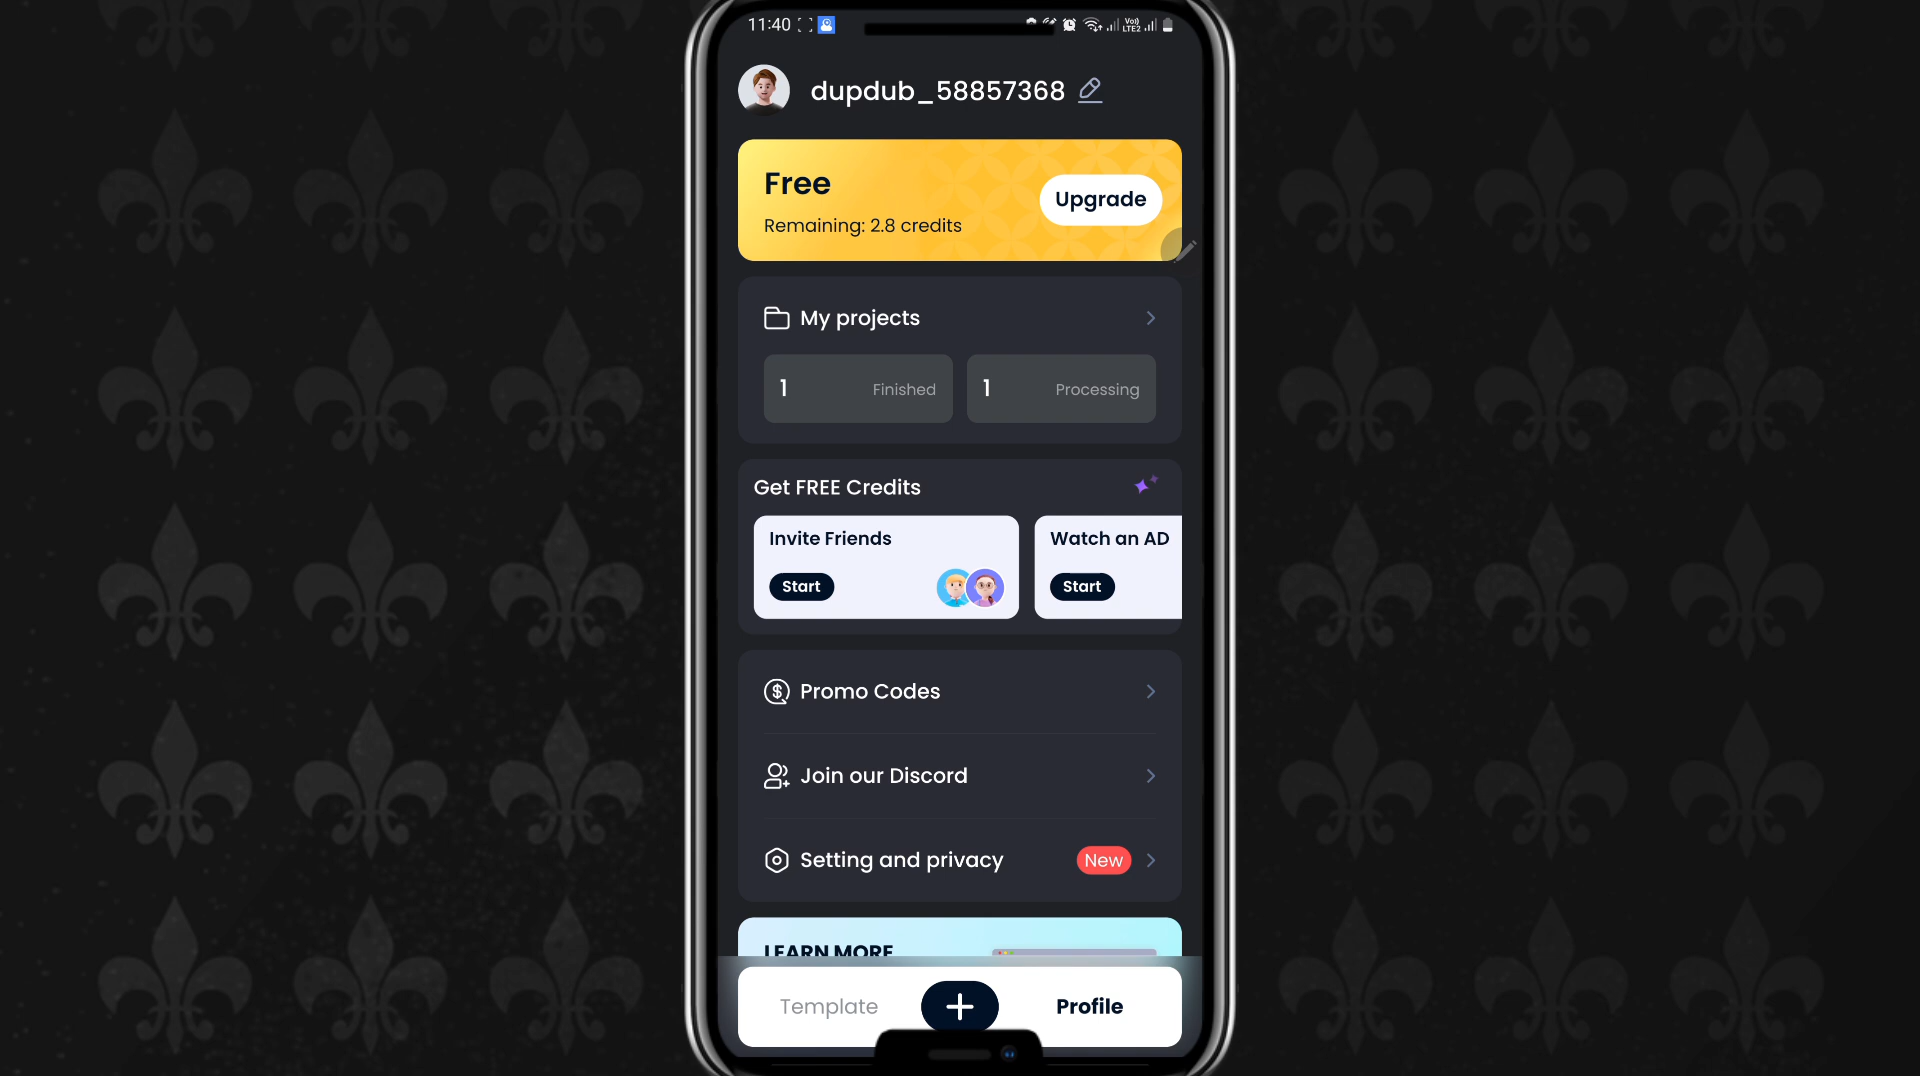 11:40
Vo) LTE2
dupdub_58857368
Free
Upgrade
Remaining: 2.8 credits
My projects
1 Finished
1 Processing
Get FREE Credits
Invite Friends
Start
Watch an AD
Start
Promo Codes
Join our Discord
Setting and privacy
New
LEARN MORE
Template
Profile